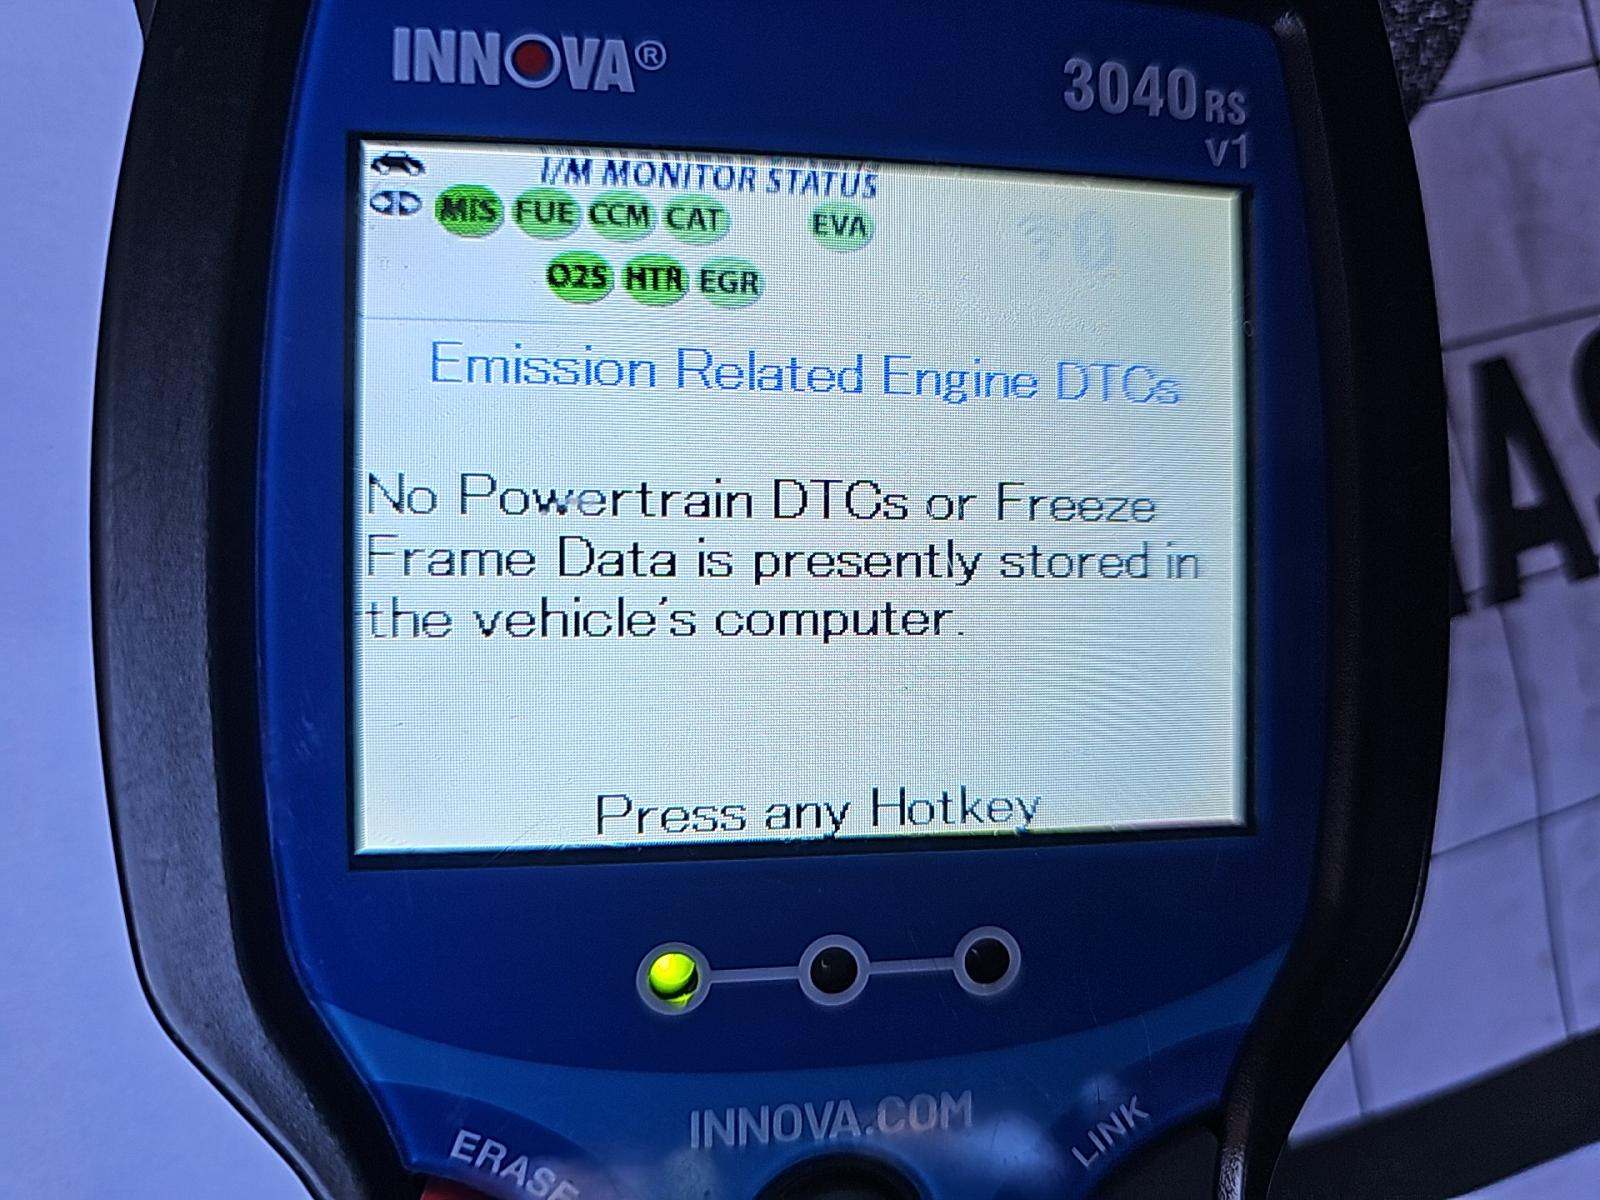 INNOVA®
3040RS
v1
I/M MONITOR STATUS
MIS FUE CCM CAT EVA
O2S HTR EGR
Emission Related Engine DTCs
No Powertrain DTCs or Freeze
Frame Data is presently stored in
the vehicle's computer.
Press any Hotkey
INNOVA.COM
ERASE
LINK
AS